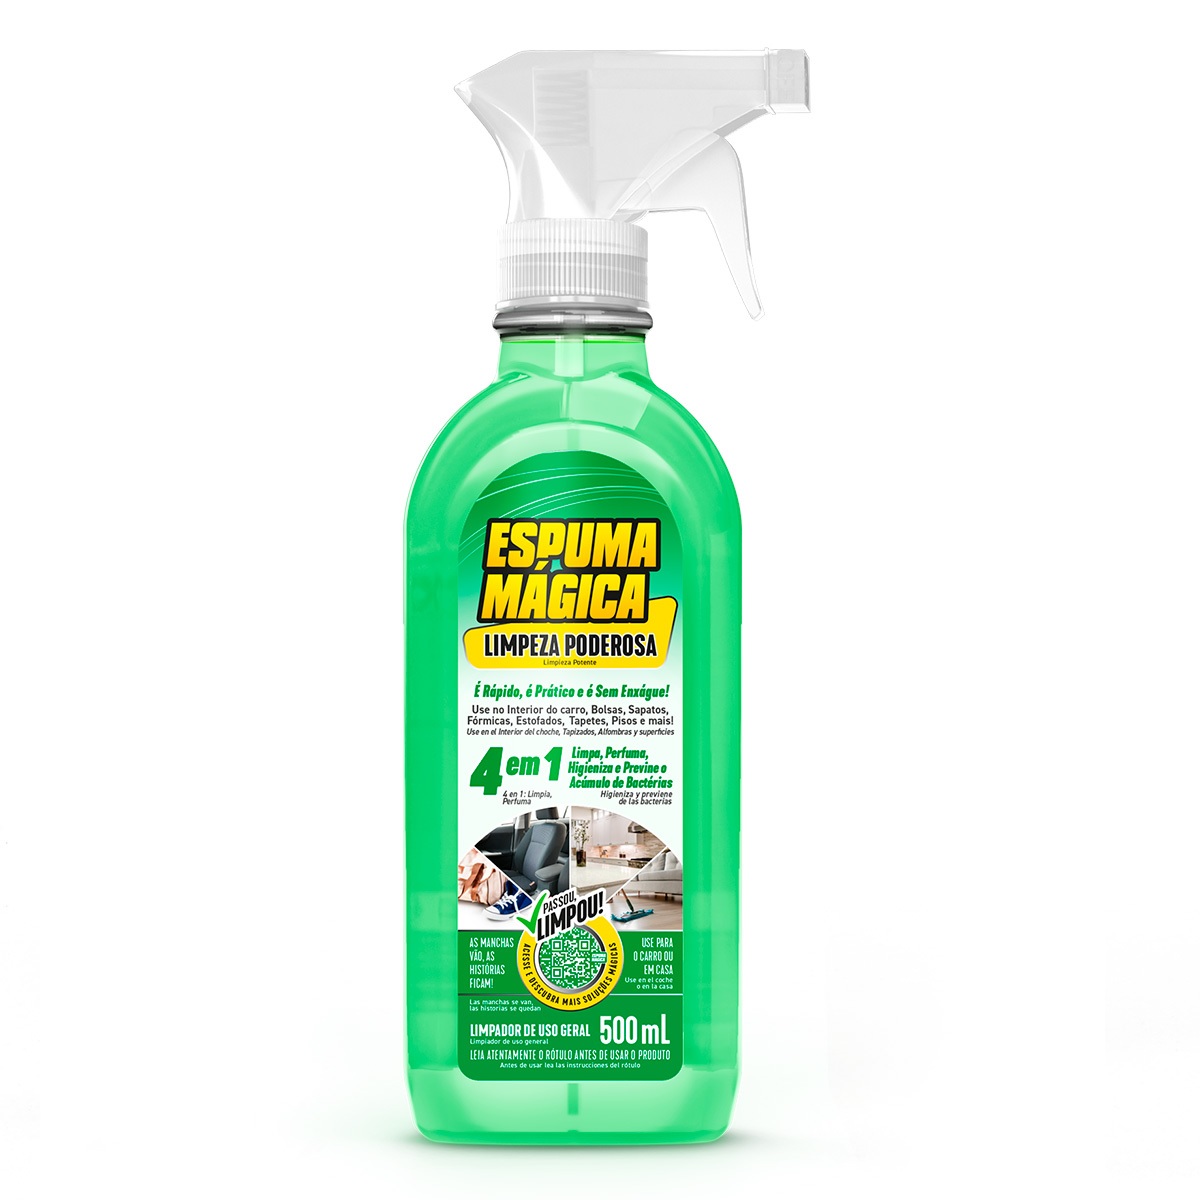 ESPUMA
MÁGICA
LIMPEZA PODEROSA
Limpieza Potente
É Rápido, é Prático e é Sem Enxágue!
Use no Interior do carro, Bolsas, Sapatos,
Fórmicas, Estofados, Tapetes, Pisos e mais!
Use en el Interior del choche, Tapizados, Alfombras y superficies
4 em 1
Limpa, Perfuma,
Higieniza e Previne o
Acúmulo de Bactérias
4 en 1: Limpia,
Perfuma
Higieniza y previene
de las bacterias
PASSOU,
LIMPOU!
ACESSE E DESCUBRA MAIS SOLUÇÕES MÁGICAS
ESPUMA
MÁGICA
AS MANCHAS
VÃO, AS
HISTÓRIAS
FICAM!
Las manchas se van,
las historias se quedan
USE PARA
O CARRO OU
EM CASA
Use en el coche
o en la casa
LIMPADOR DE USO GERAL
Limpiador de uso general
500 mL
LEIA ATENTAMENTE O RÓTULO ANTES DE USAR O PRODUTO
Antes de usar lea las instrucciones del rótulo